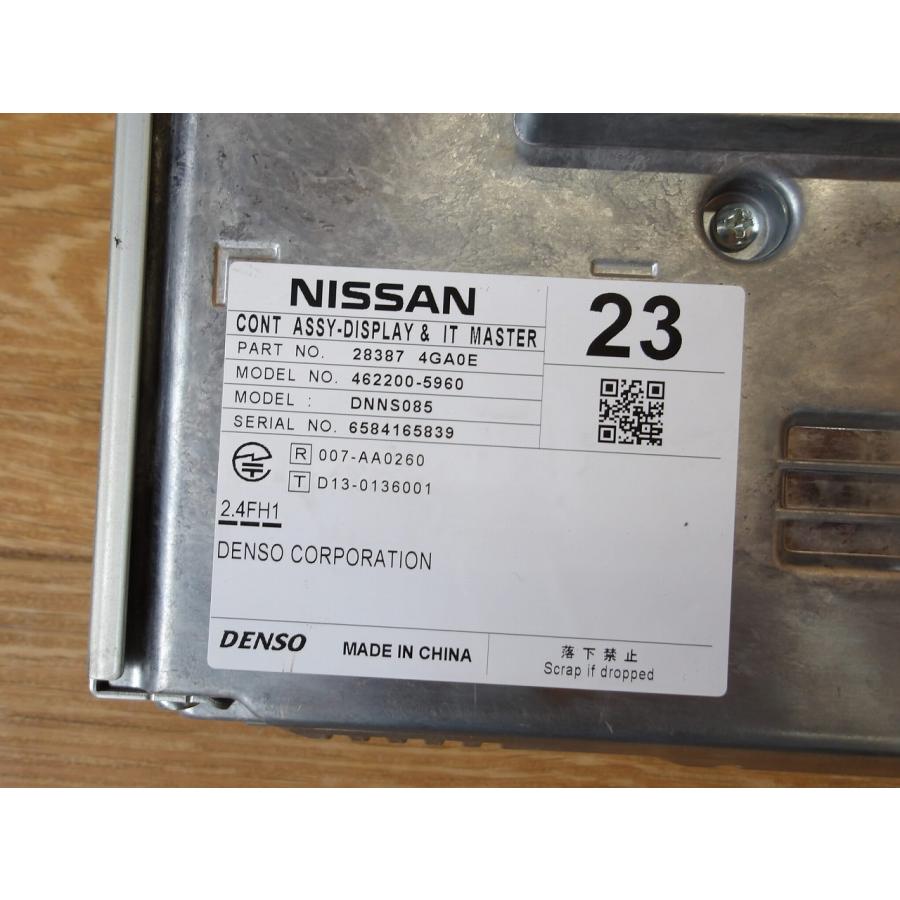 NISSAN
CONT ASSY-DISPLAY & IT MASTER
PART NO. 28387 4GA0E
MODEL NO. 462200-5960
MODEL : DNNS085
SERIAL NO. 6584165839
23
R 007-AA0260
T D13-0136001
2.4FH1
DENSO CORPORATION
DENSO MADE IN CHINA
落下禁止
Scrap if dropped